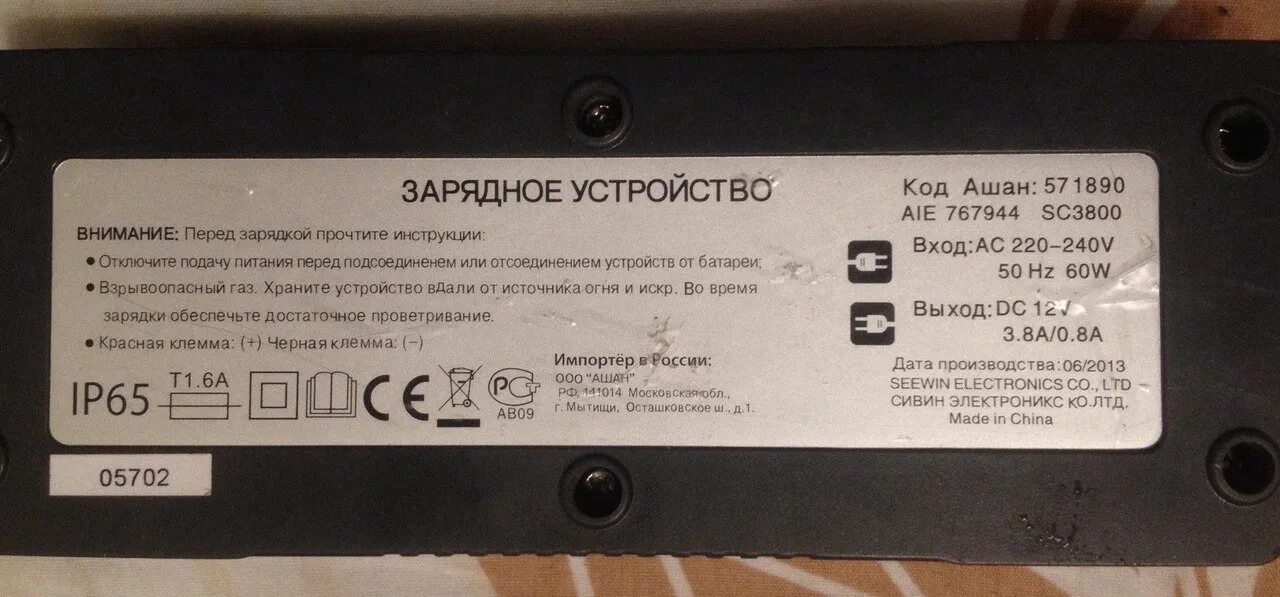 ЗАРЯДНОЕ УСТРОЙСТВО
ВНИМАНИЕ: Перед зарядкой прочтите инструкции:
• Отключите подачу питания перед подсоединенем или отсоединением устройств от батареи;
• Взрывоопасный газ. Храните устройство вдали от источника огня и искр. Во время
зарядки обеспечьте достаточное проветривание.
• Красная клемма: (+) Черная клемма: (-)
Код Ашан: 571890
AIE 767944 SC3800
Вход: AC 220-240V
50 Hz 60W
Выход: DC 12V
3.8A/0.8A
Дата производства: 06/2013
SEEWIN ELECTRONICS CO., LTD
СИВИН ЭЛЕКТРОНИКС КО.ЛТД.
Made in China
IP65
T1.6A
CE
РСТ
АВ09
Импортёр в России:
ООО "АШАН"
РФ, 141014 Московская обл.,
г. Мытищи, Осташковское ш., д.1.
05702